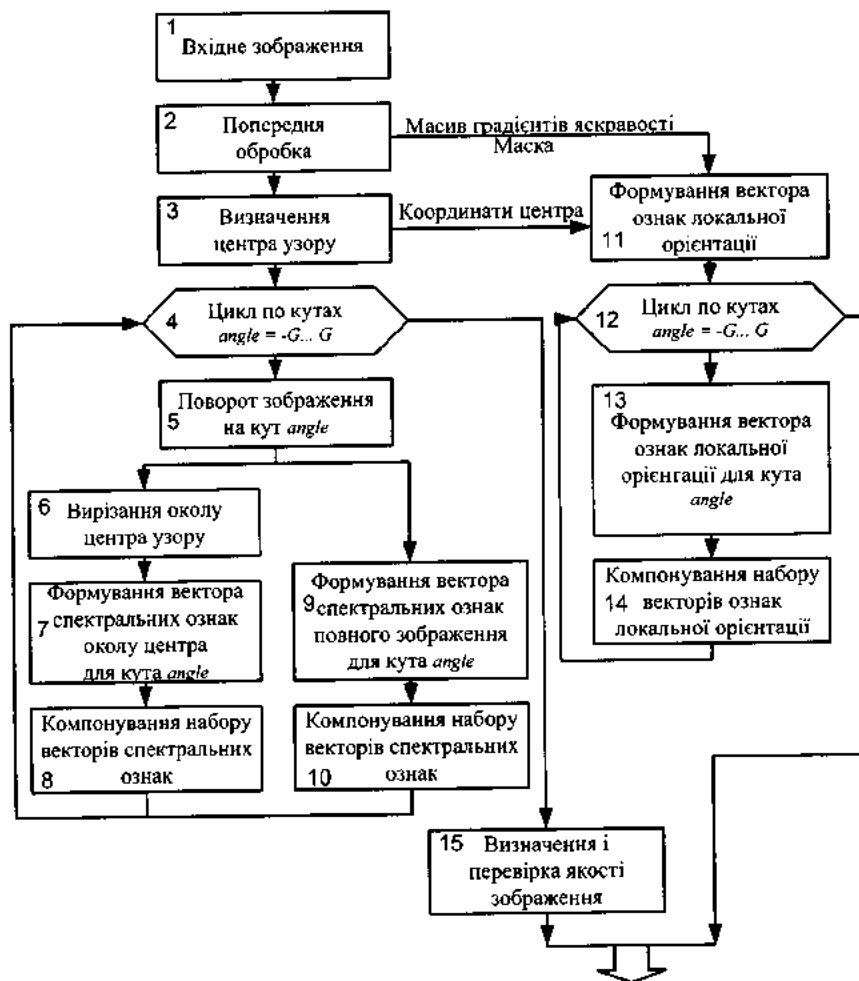 1
Вхідне зображення
2
Попередня
обробка
Масив градієнтів яскравості
Маска
3
Визначення
центра узору
Координати центра
Формування вектора
ознак локальної
11 орієнтації
4
Цикл по кутах
angle = -G... G
12
Цикл по кутах
angle = -G... G
Поворот зображення
5 на кут angle
13
Формування вектора
ознак локальної
орієнтації для кута
angle
6
Вирізання околу
центра узору
Формування вектора
7 спектральних ознак
околу центра
для кута angle
Формування вектора
9 спектральних ознак
повного зображення
для кута angle
Компонування набору
14 векторів ознак
локальної орієнтації
Компонування набору
векторів спектральних
8 ознак
Компонування набору
векторів спектральних
10 ознак
15
Визначення і
перевірка якості
зображення